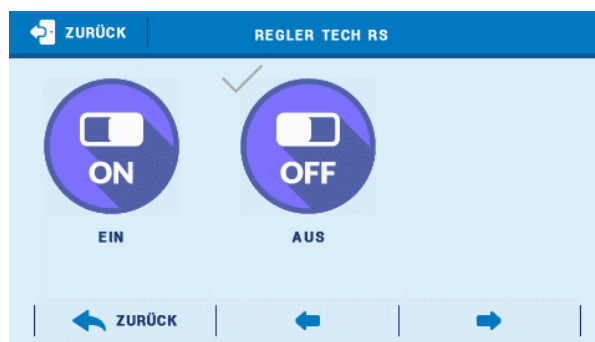 ZURÜCK REGLER TECH RS
ON OFF
EIN AUS
ZURÜCK